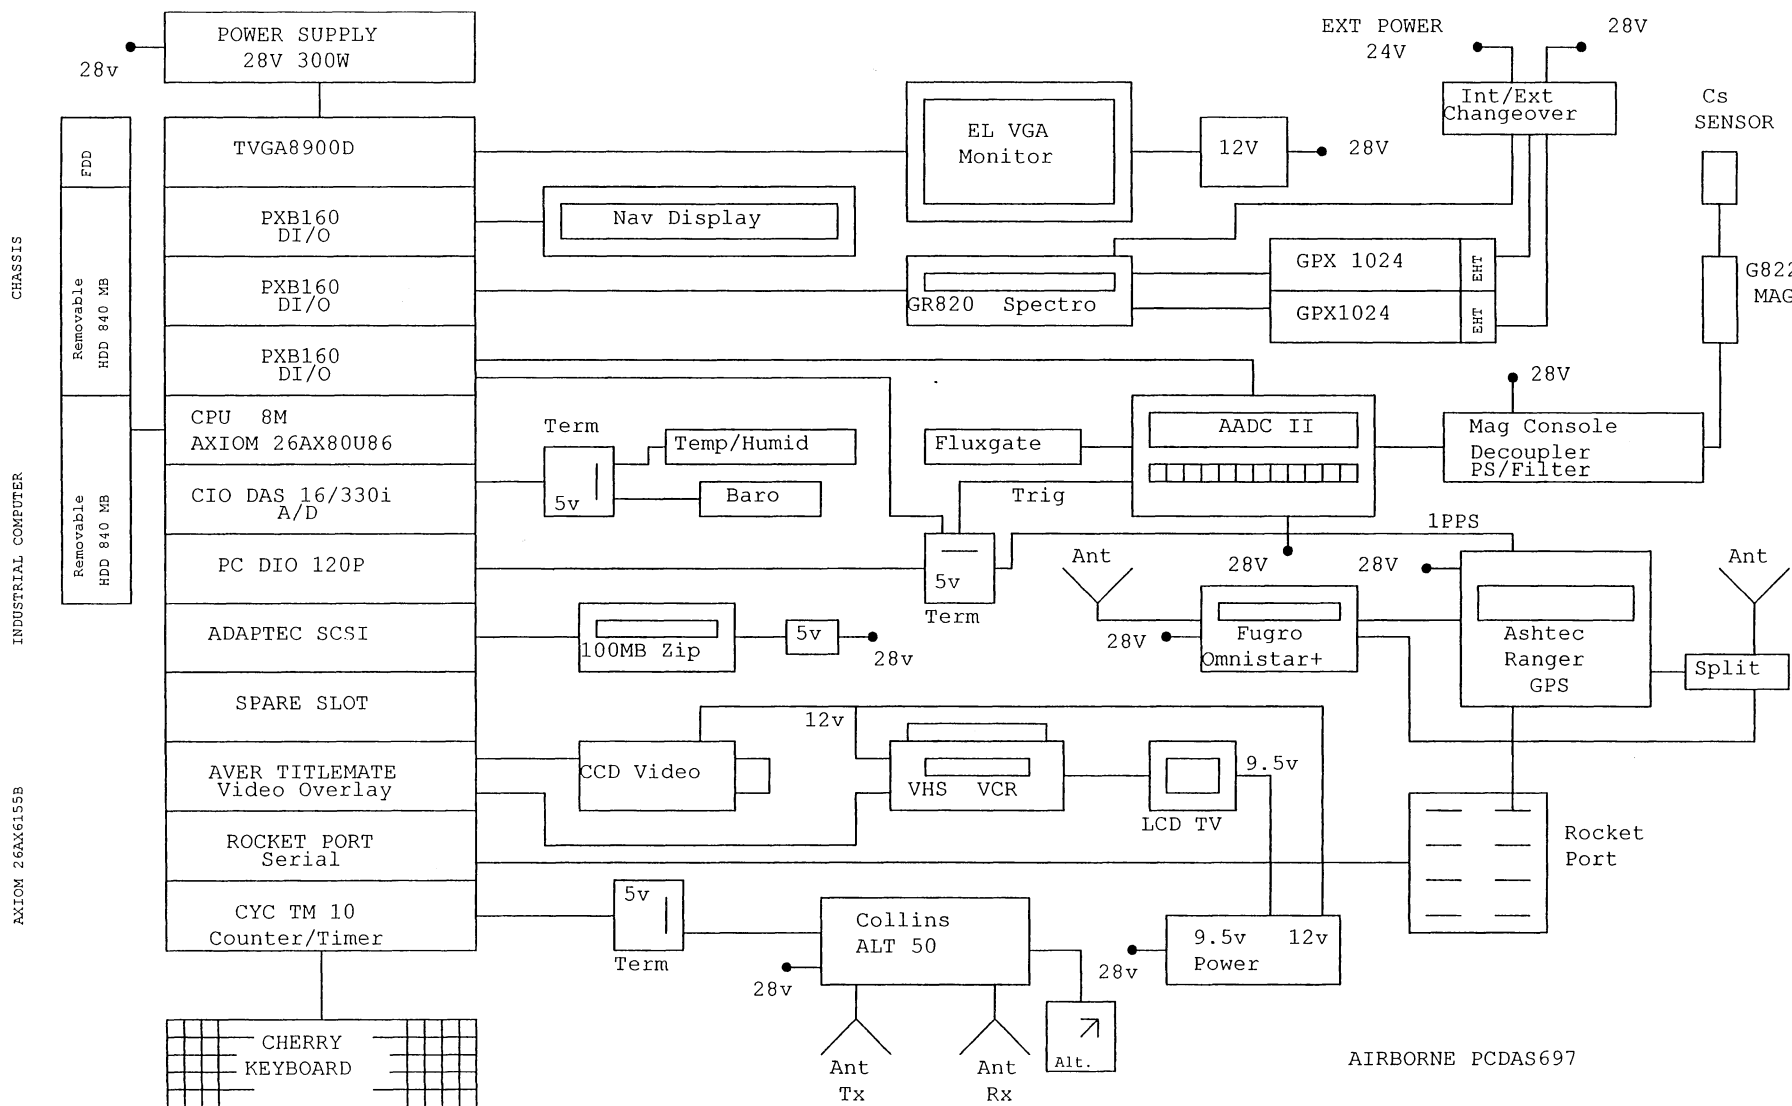 POWER SUPPLY
28V 300W
28v
EXT POWER
24V
28V
Int/Ext
Changeover
Cs
SENSOR
FDD
TVGA8900D
EL VGA
Monitor
12V
28V
PXB160
DI/O
Nav Display
CHASSIS
Removable
HDD 840 MB
PXB160
DI/O
GR820 Spectro
GPX 1024
EHT
GPX1024
EHT
G822
MAG
PXB160
DI/O
28V
CPU 8M
AXIOM 26AX80U86
Term
5v
Temp/Humid
Baro
Fluxgate
AADC II
Mag Console
Decoupler
PS/Filter
CIO DAS 16/330i
A/D
Trig
1PPS
INDUSTRIAL COMPUTER
Removable
HDD 840 MB
PC DIO 120P
5v
Term
28V
28V
Ant
Ant
ADAPTEC SCSI
100MB Zip
5v
28v
28V
Fugro
Omnistar+
Ashtec
Ranger
GPS
Split
SPARE SLOT
12v
AVER TITLEMATE
Video Overlay
CCD Video
VHS VCR
LCD TV
9.5v
AXIOM 26AX6155B
ROCKET PORT
Serial
Rocket
Port
CYC TM 10
Counter/Timer
5v
Term
Collins
ALT 50
28v
9.5v 12v
Power
28v
CHERRY
KEYBOARD
Ant
Tx
Ant
Rx
Alt.
AIRBORNE PCDAS697